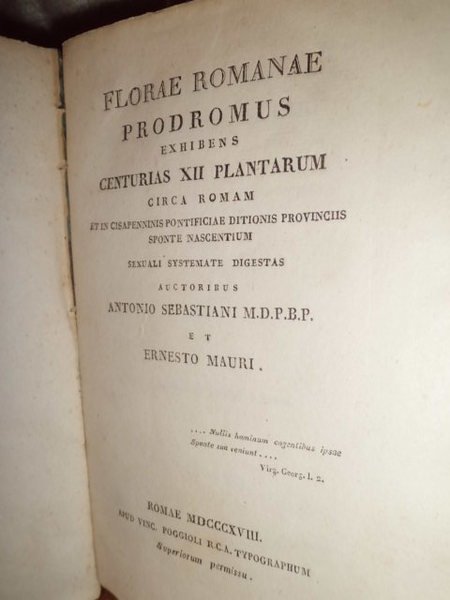 FLORAE ROMANAE
PRODROMUS
EXHIBENS
CENTURIAS XII PLANTARUM
CIRCA ROMAM
ET IN CISAPENNINIS PONTIFICIAE DITIONIS PROVINCIIS
SPONTE NASCENTIUM
SEXUALI SYSTEMATE DIGESTAS
AUCTORIBUS
ANTONIO SEBASTIANI M.D.P.B.P.
ET
ERNESTO MAURI.
.... Nullis hominum cogentibus ipsae
Sponte sua veniunt ....
Virg. Georg. l. 2.
ROMAE MDCCCXVIII.
APUD VINC. POGGIOLI R.C.A. TYPOGRAPHUM
Superiorum permissu.